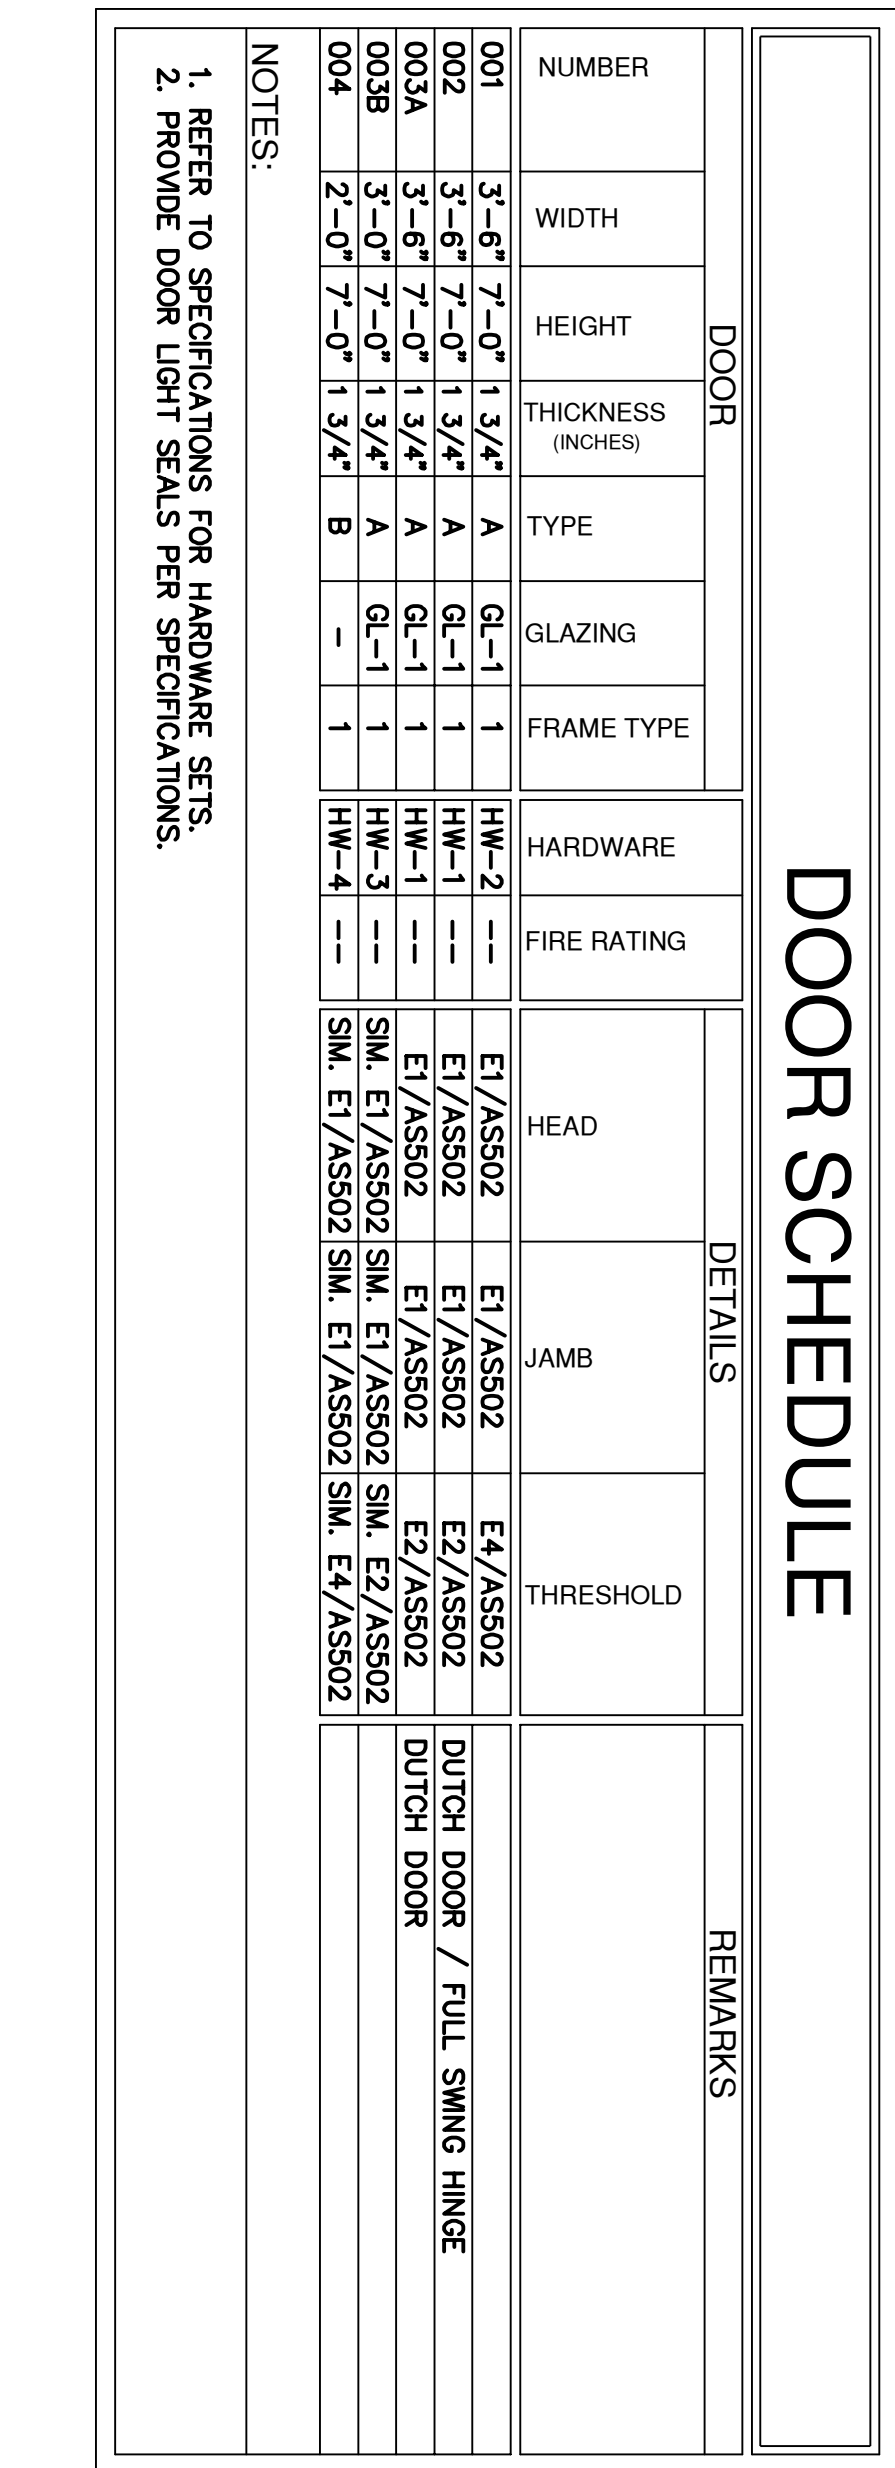 DOOR SCHEDULE
DOOR DETAILS REMARKS
NUMBER WIDTH HEIGHT THICKNESS (INCHES) TYPE GLAZING FRAME TYPE HARDWARE FIRE RATING HEAD JAMB THRESHOLD
001 3'-6" 7'-0" 1 3/4" A GL-1 1 HW-2 -- E1/AS502 E1/AS502 E4/AS502
002 3'-6" 7'-0" 1 3/4" A GL-1 1 HW-1 -- E1/AS502 E1/AS502 E2/AS502 DUTCH DOOR / FULL SWING HINGE
003A 3'-6" 7'-0" 1 3/4" A GL-1 1 HW-1 -- E1/AS502 E1/AS502 E2/AS502 DUTCH DOOR
003B 3'-0" 7'-0" 1 3/4" A GL-1 1 HW-3 -- SIM. E1/AS502 SIM. E1/AS502 SIM. E2/AS502
004 2'-0" 7'-0" 1 3/4" B - 1 HW-4 -- SIM. E1/AS502 SIM. E1/AS502 SIM. E4/AS502
NOTES:
1. REFER TO SPECIFICATIONS FOR HARDWARE SETS.
2. PROVIDE DOOR LIGHT SEALS PER SPECIFICATIONS.